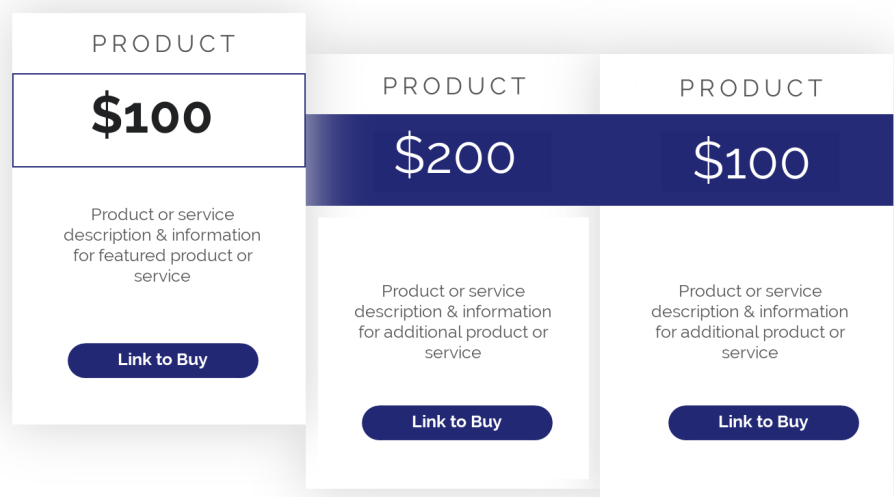 PRODUCT
$100
Product or service
description & information
for featured product or
service
Link to Buy
PRODUCT
$200
Product or service
description & information
for additional product or
service
Link to Buy
PRODUCT
$100
Product or service
description & information
for additional product or
service
Link to Buy